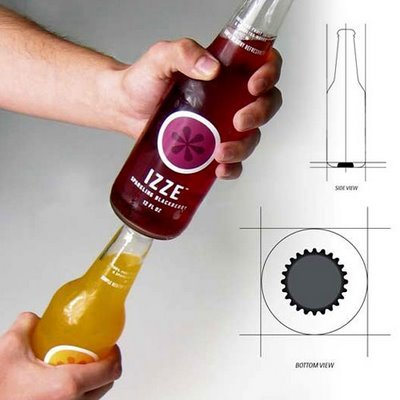 IZZE
SPARKLING BLACKBERRY
12 FL OZ
SIDE VIEW
BOTTOM VIEW